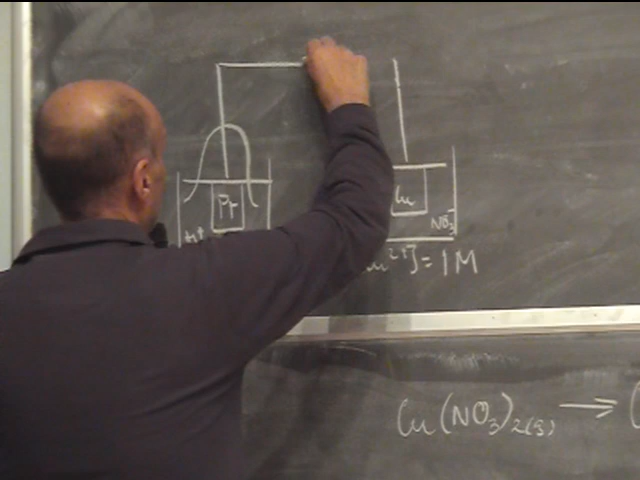 Pt Cu
H⁺ NO₃⁻
Cu²⁺] = 1M
Cu(NO₃)₂(s) → (